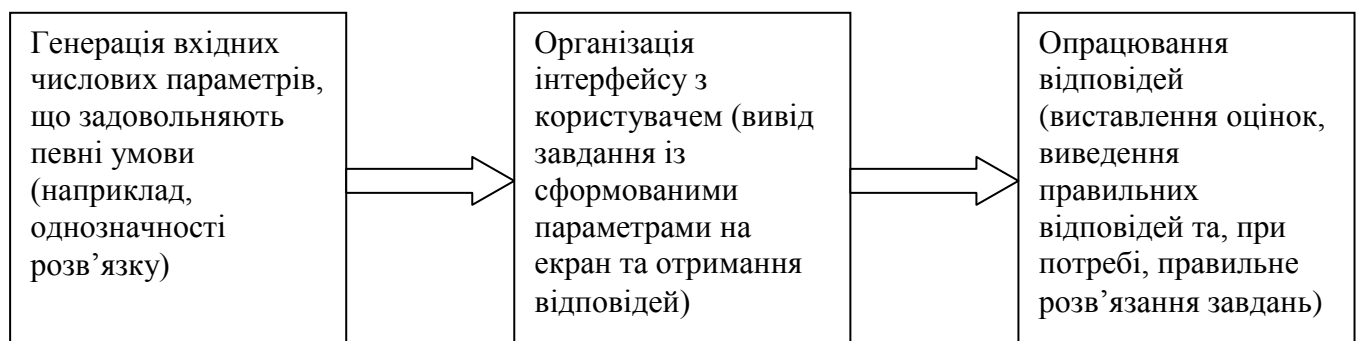 Генерація вхідних
числових параметрів,
що задовольняють
певні умови
(наприклад,
однозначності
розв’язку)
Організація
інтерфейсу з
користувачем (вивід
завдання із
сформованими
параметрами на
екран та отримання
відповідей)
Опрацювання
відповідей
(виставлення оцінок,
виведення
правильних
відповідей та, при
потребі, правильне
розв’язання завдань)